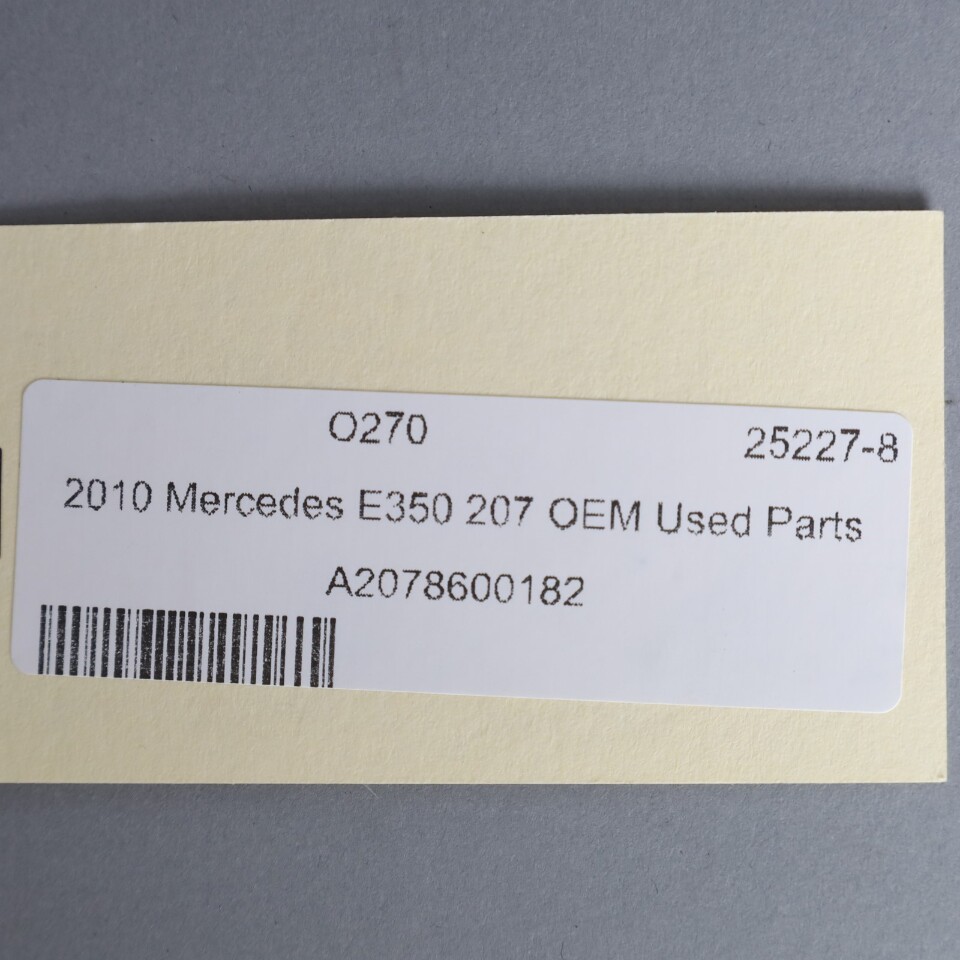 O270 25227-8
2010 Mercedes E350 207 OEM Used Parts
A2078600182